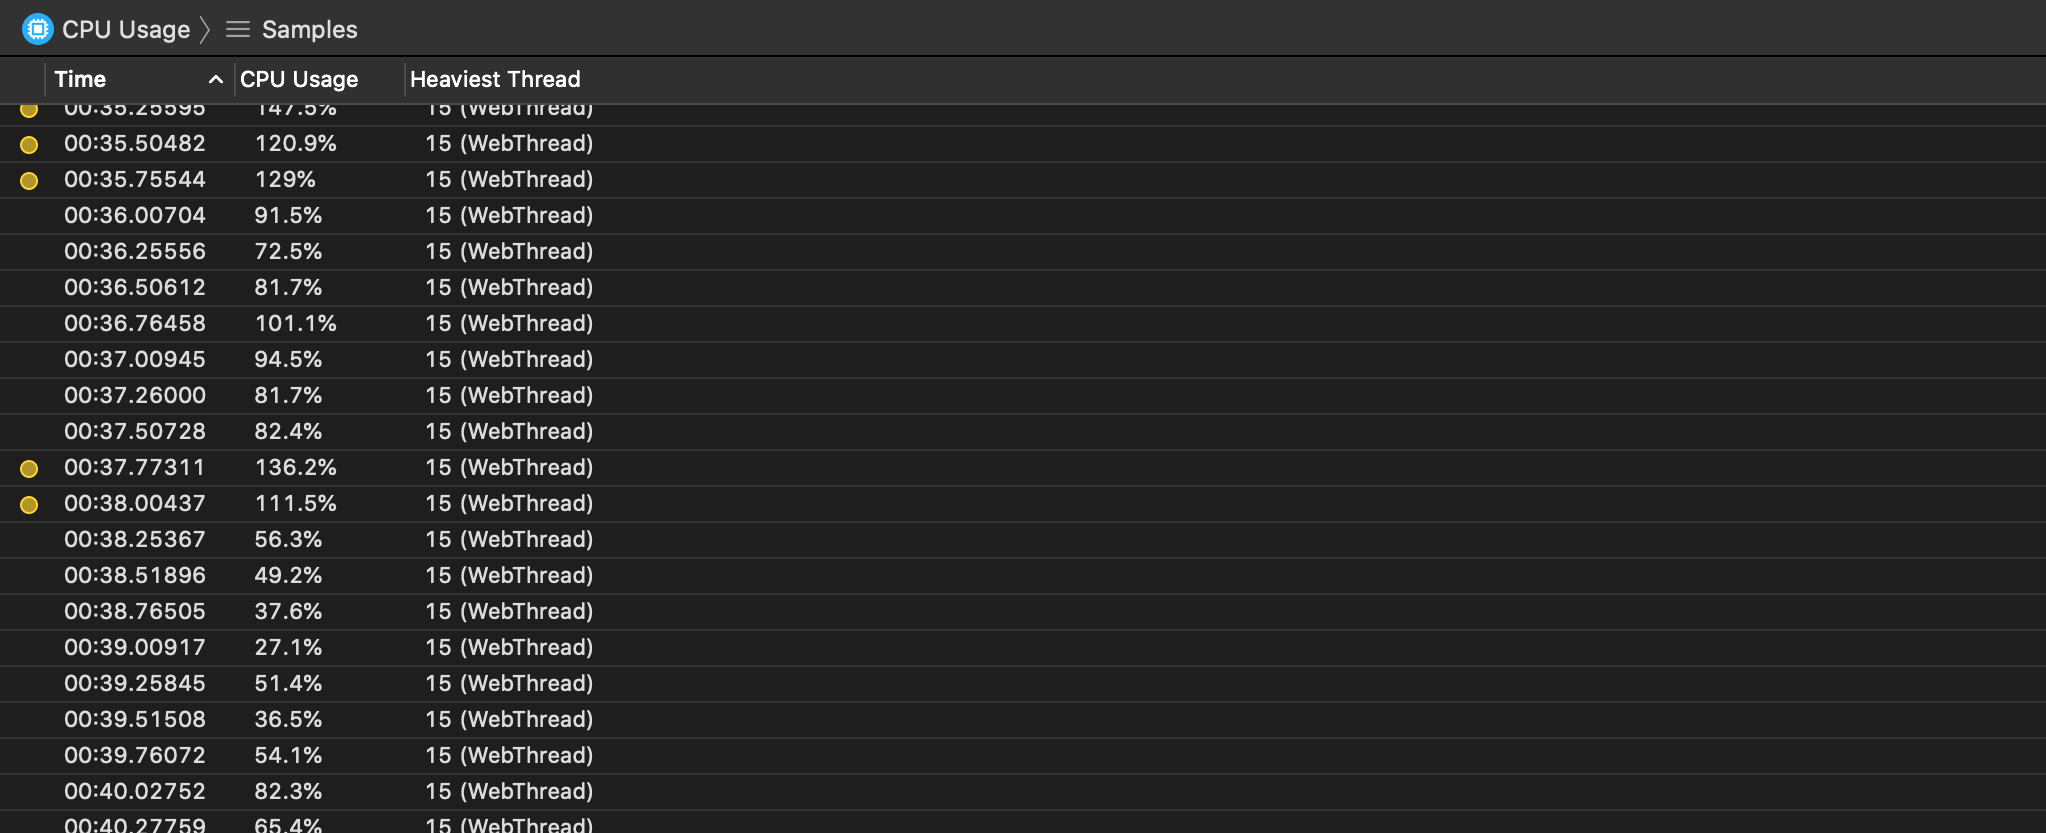 CPU Usage Samples
Time CPU Usage Heaviest Thread
00:35.25595 147.5% 15 (WebThread)
00:35.50482 120.9% 15 (WebThread)
00:35.75544 129% 15 (WebThread)
00:36.00704 91.5% 15 (WebThread)
00:36.25556 72.5% 15 (WebThread)
00:36.50612 81.7% 15 (WebThread)
00:36.76458 101.1% 15 (WebThread)
00:37.00945 94.5% 15 (WebThread)
00:37.26000 81.7% 15 (WebThread)
00:37.50728 82.4% 15 (WebThread)
00:37.77311 136.2% 15 (WebThread)
00:38.00437 111.5% 15 (WebThread)
00:38.25367 56.3% 15 (WebThread)
00:38.51896 49.2% 15 (WebThread)
00:38.76505 37.6% 15 (WebThread)
00:39.00917 27.1% 15 (WebThread)
00:39.25845 51.4% 15 (WebThread)
00:39.51508 36.5% 15 (WebThread)
00:39.76072 54.1% 15 (WebThread)
00:40.02752 82.3% 15 (WebThread)
00:40.27759 65.4% 15 (WebThread)